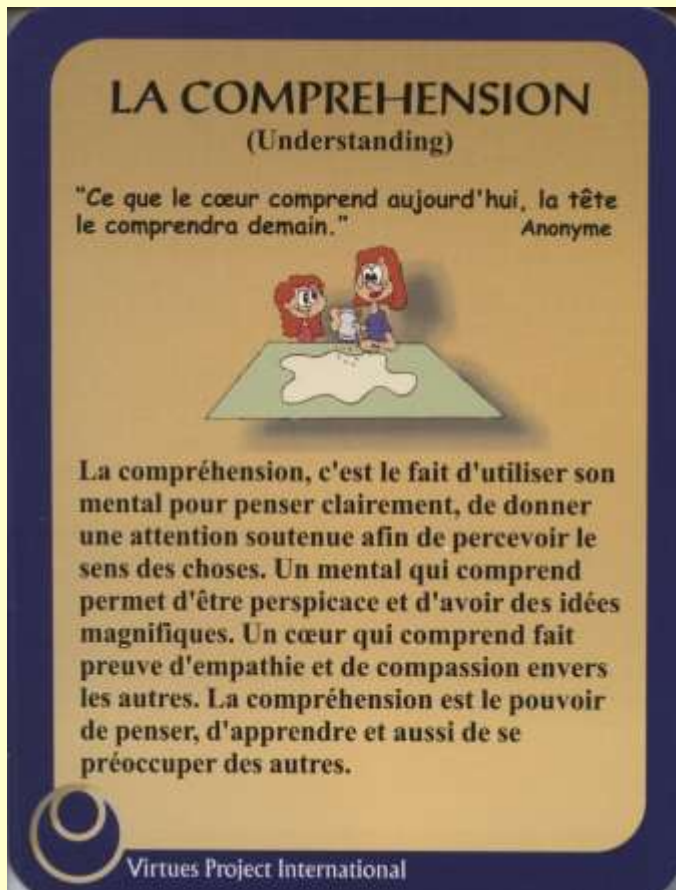 LA COMPREHENSION
(Understanding)
"Ce que le cœur comprend aujourd'hui, la tête
le comprendra demain." Anonyme
La compréhension, c'est le fait d'utiliser son
mental pour penser clairement, de donner
une attention soutenue afin de percevoir le
sens des choses. Un mental qui comprend
permet d'être perspicace et d'avoir des idées
magnifiques. Un cœur qui comprend fait
preuve d'empathie et de compassion envers
les autres. La compréhension est le pouvoir
de penser, d'apprendre et aussi de se
préoccuper des autres.
Virtues Project International